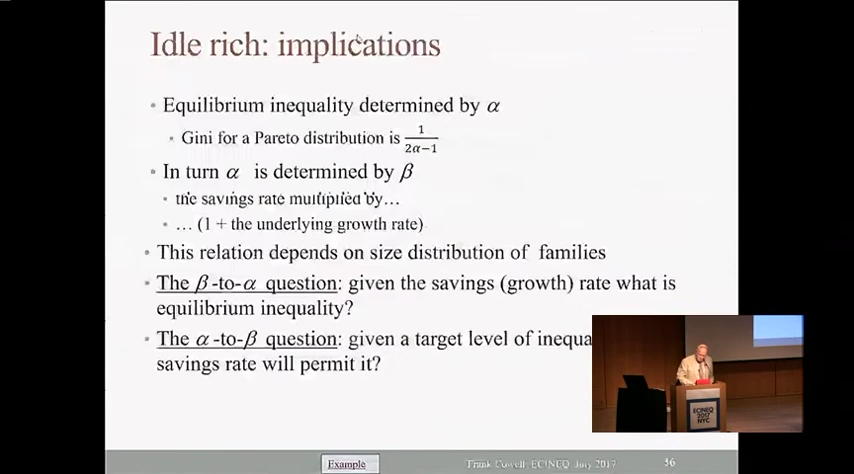 Idle rich: implications
• Equilibrium inequality determined by α
• Gini for a Pareto distribution is 1/(2α−1)
• In turn α is determined by β
• the savings rate multiplied by…
• … (1 + the underlying growth rate)
• This relation depends on size distribution of families
• The β-to-α question: given the savings (growth) rate what is
equilibrium inequality?
• The α-to-β question: given a target level of inequa
savings rate will permit it?
ECINEQ
2017
NYC
Example
Frank Cowell, ECINEQ, July 2017
36